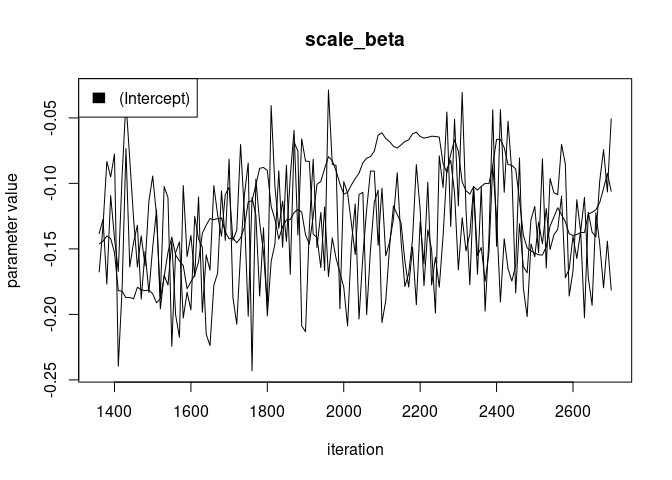 scale_beta
(Intercept)
parameter value
-0.05
-0.10
-0.15
-0.20
-0.25
1400 1600 1800 2000 2200 2400 2600
iteration